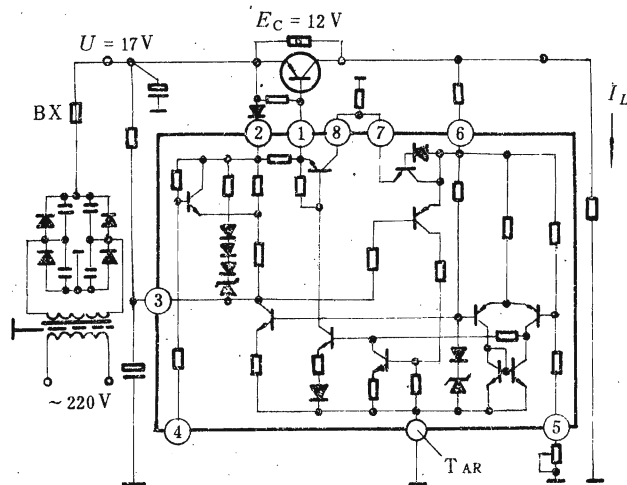 E_C = 12 V
U = 17 V
BX
I_L
2
1
8
7
6
3
4
5
~ 220 V
T_AR